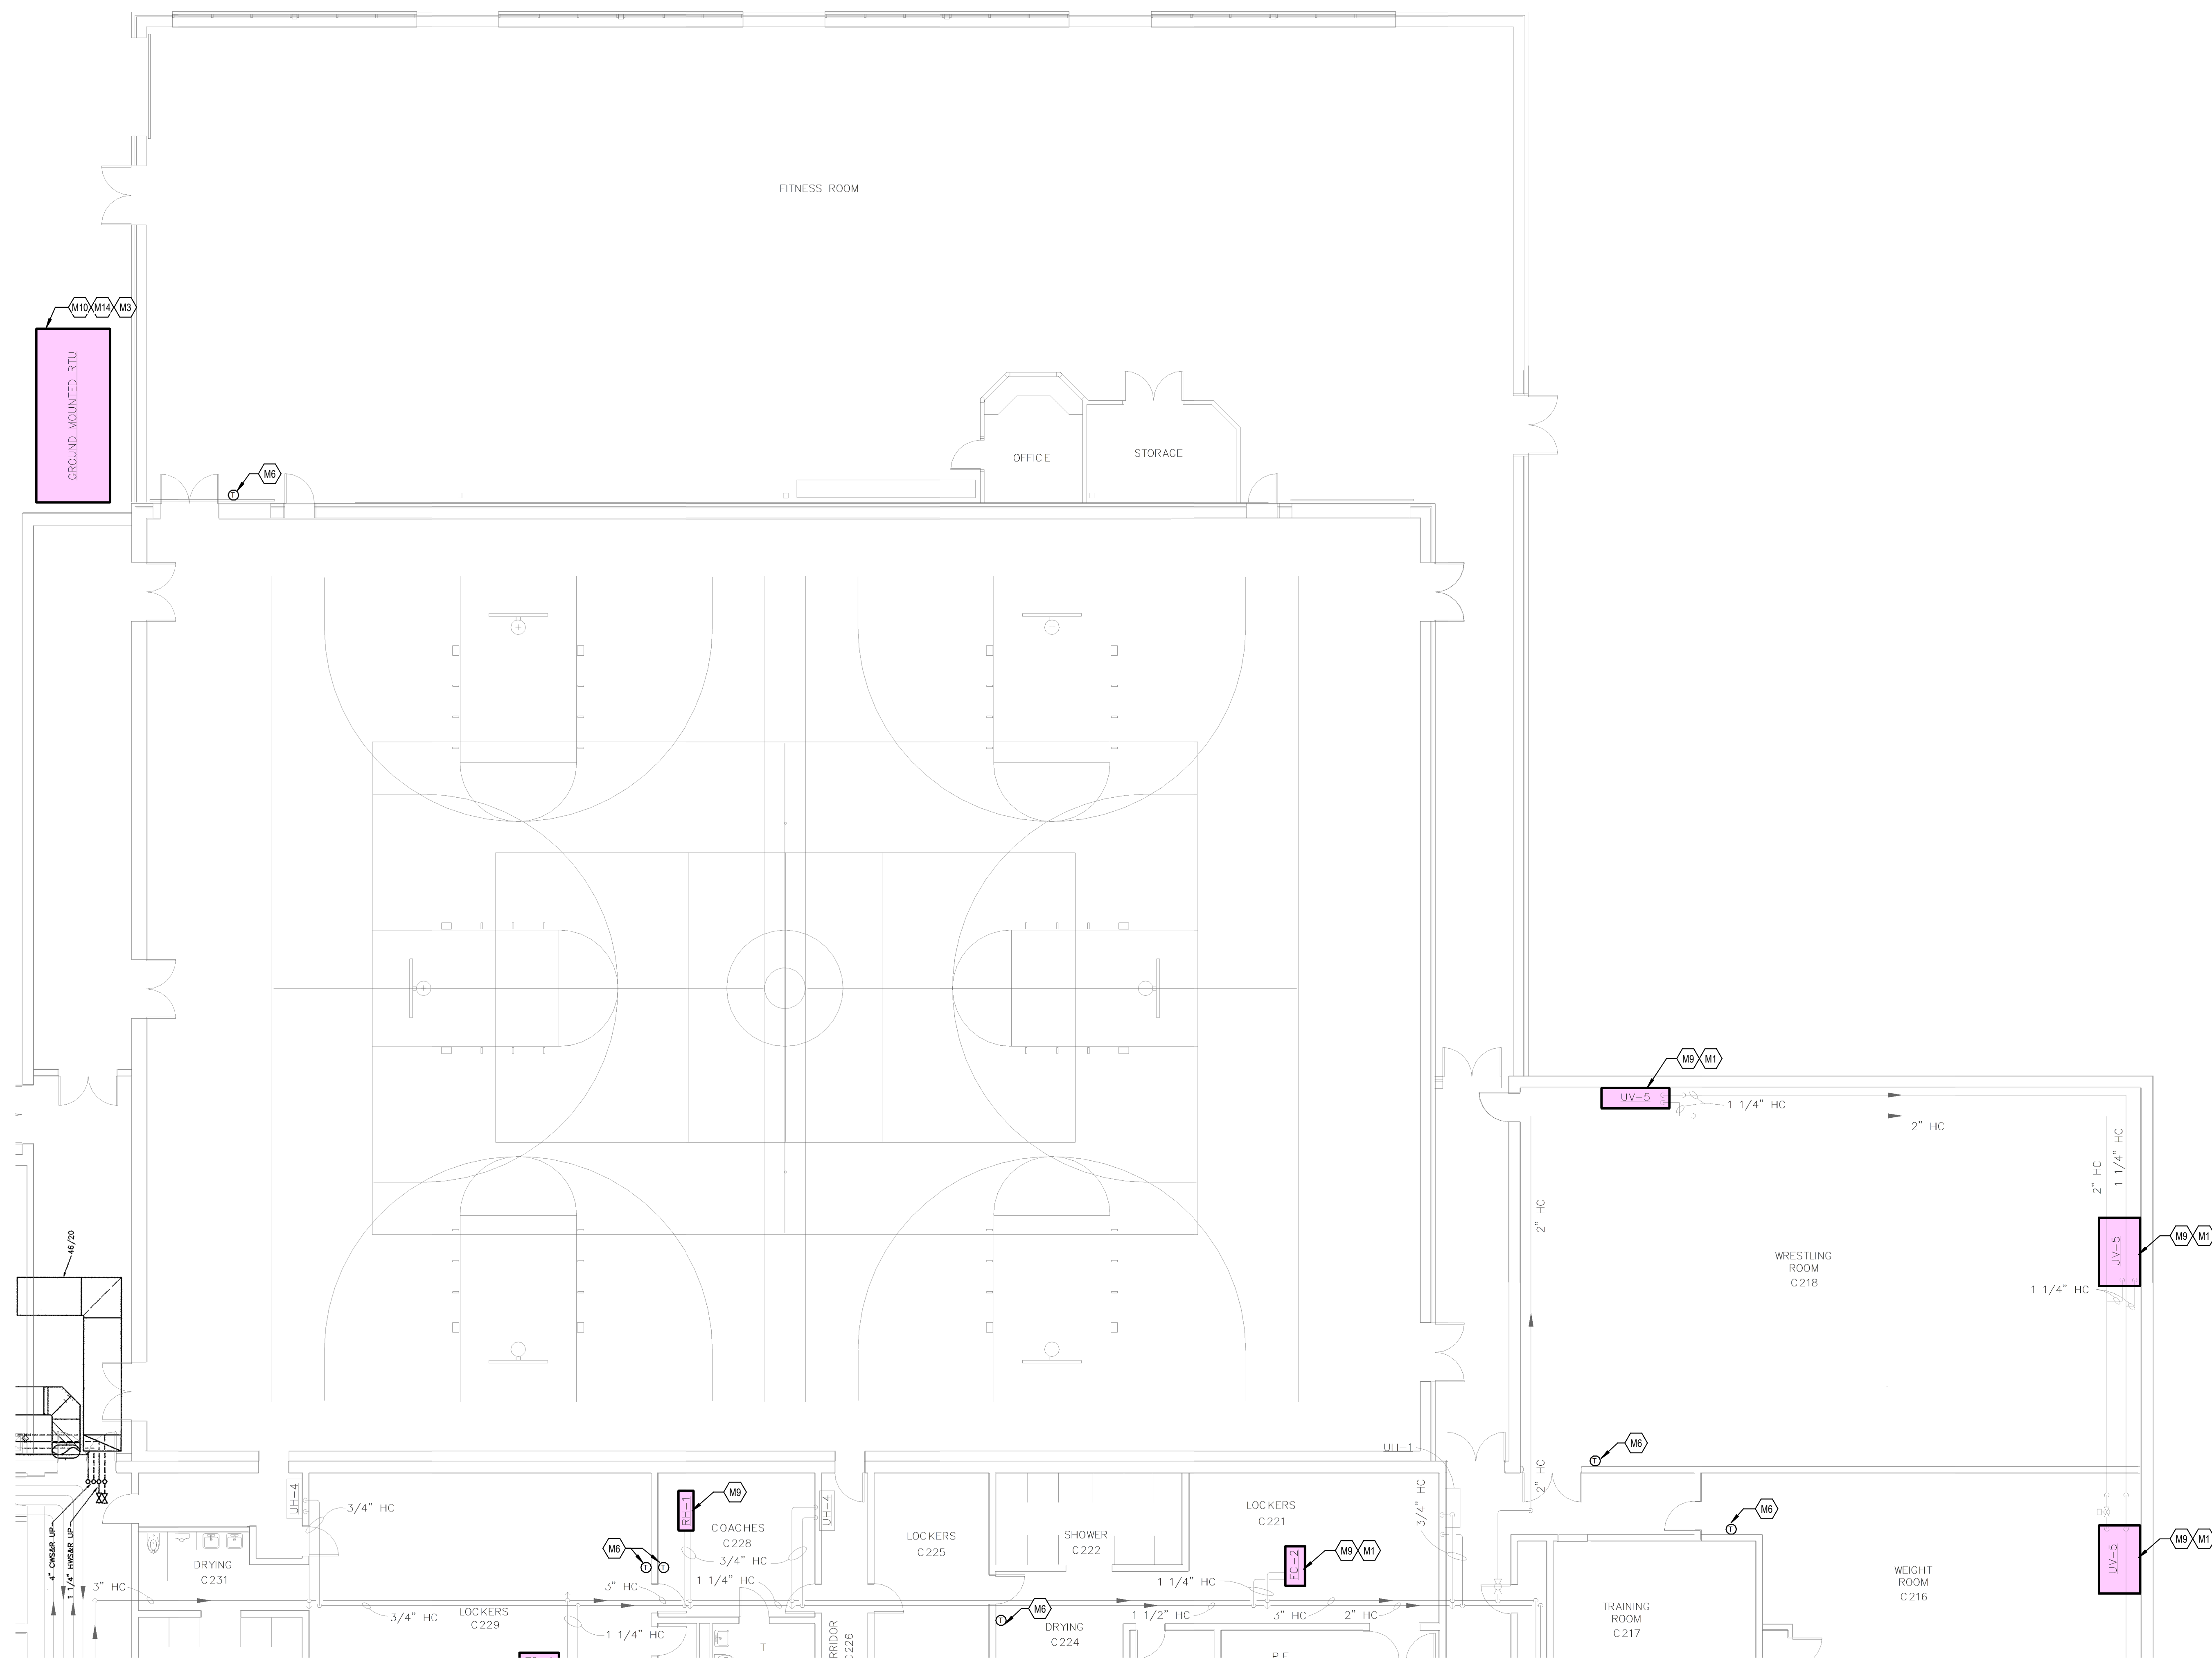 FITNESS ROOM
M10 M14 M3
GROUND MOUNTED RTU
M6
T
OFFICE
STORAGE
M9 M1
UV-5
1 1/4" HC
2" HC
2" HC
1 1/4" HC
2" HC
UV-5
M9 M1
1 1/4" HC
WRESTLING
ROOM
C218
46/20
UH-1
M6
T
2" HC
3/4" HC
UH-4
3/4" HC
RH-1
M9
COACHES
C228
UH-4
M6
T T
3/4" HC
1 1/4" HC
LOCKERS
C225
SHOWER
C222
LOCKERS
C221
FC-2
M9 M1
1 1/4" HC
M6
T
UV-5
M9 M1
4" CWS&R UP
1 1/4" HWS&R UP
DRYING
C231
3" HC
3/4" HC
LOCKERS
C229
3" HC
1 1/4" HC
T
RRIDOR
C226
M6
T
DRYING
C224
1 1/2" HC
3" HC
2" HC
P.E.
TRAINING
ROOM
C217
WEIGHT
ROOM
C216